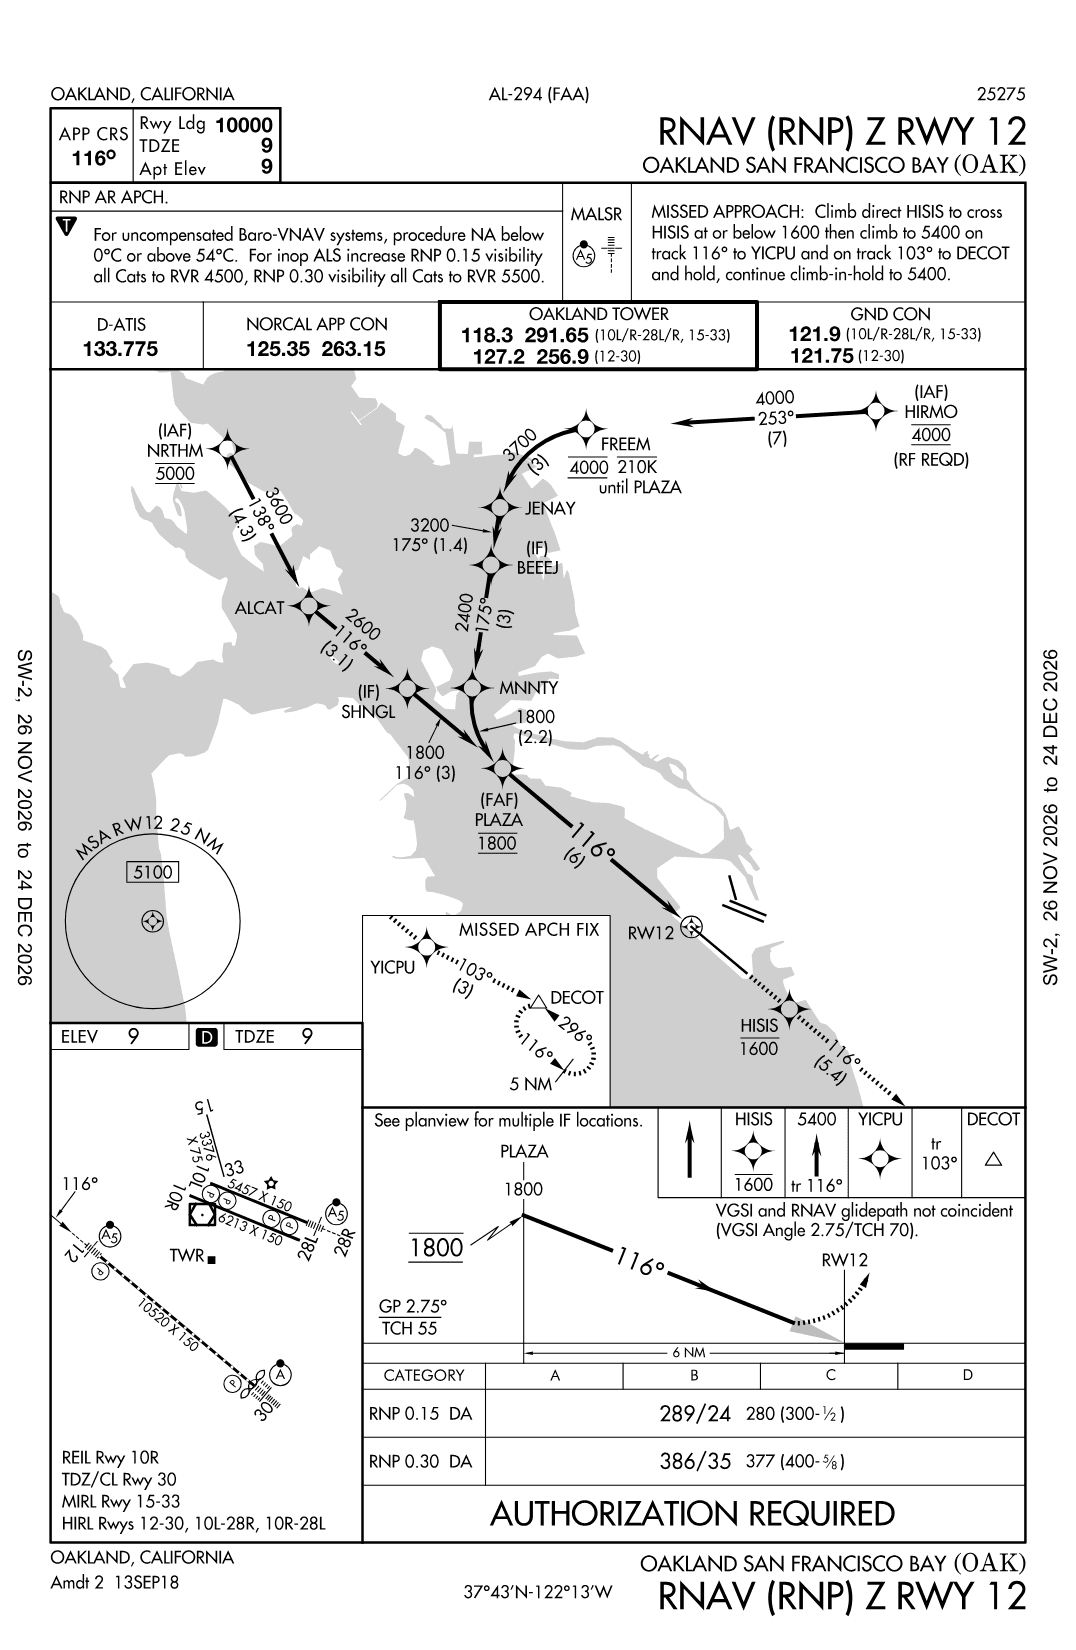 OAKLAND, CALIFORNIA
AL-294 (FAA)
25275
APP CRS
116°
Rwy Ldg 10000
TDZE 9
Apt Elev 9
RNAV (RNP) Z RWY 12
OAKLAND SAN FRANCISCO BAY (OAK)
RNP AR APCH.
T
For uncompensated Baro-VNAV systems, procedure NA below
0°C or above 54°C. For inop ALS increase RNP 0.15 visibility
all Cats to RVR 4500, RNP 0.30 visibility all Cats to RVR 5500.
MALSR
A5
MISSED APPROACH: Climb direct HISIS to cross
HISIS at or below 1600 then climb to 5400 on
track 116° to YICPU and on track 103° to DECOT
and hold, continue climb-in-hold to 5400.
D-ATIS
133.775
NORCAL APP CON
125.35 263.15
OAKLAND TOWER
118.3 291.65 (10L/R-28L/R, 15-33)
127.2 256.9 (12-30)
GND CON
121.9 (10L/R-28L/R, 15-33)
121.75 (12-30)
(IAF)
NRTHM
5000
3600
138°
(4.3)
4000
253°
(7)
(IAF)
HIRMO
4000
(RF REQD)
FREEM
4000 210K
until PLAZA
3700
(3)
JENAY
3200
175° (1.4)
(IF)
BEEEJ
2400
175°
(3)
ALCAT
2600
116°
(3.1)
(IF)
SHNGL
MNNTY
1800
(2.2)
1800
116° (3)
(FAF)
PLAZA
1800
116°
(6)
RW12
HISIS
1600
116°
(5.4)
MSA RW12 25 NM
5100
MISSED APCH FIX
YICPU
103°
(3)
DECOT
296°
116°
5 NM
SW-2, 26 NOV 2026 to 24 DEC 2026
SW-2, 26 NOV 2026 to 24 DEC 2026
ELEV 9
D
TDZE 9
15
3376 X 75
33
10L
10R
5457 X 150
6213 X 150
P
P
P
P
A5
28L
28R
TWR
116°
A5
12
P
10520 X 150
P
A
30
REIL Rwy 10R
TDZ/CL Rwy 30
MIRL Rwy 15-33
HIRL Rwys 12-30, 10L-28R, 10R-28L
See planview for multiple IF locations.
HISIS
1600
5400
tr 116°
YICPU
tr
103°
DECOT
PLAZA
1800
1800
116°
VGSI and RNAV glidepath not coincident
(VGSI Angle 2.75/TCH 70).
RW12
GP 2.75°
TCH 55
6 NM
CATEGORY A B C D
RNP 0.15 DA 289/24 280 (300-½)
RNP 0.30 DA 386/35 377 (400-⅝)
AUTHORIZATION REQUIRED
OAKLAND, CALIFORNIA
Amdt 2 13SEP18
37°43'N-122°13'W
OAKLAND SAN FRANCISCO BAY (OAK)
RNAV (RNP) Z RWY 12